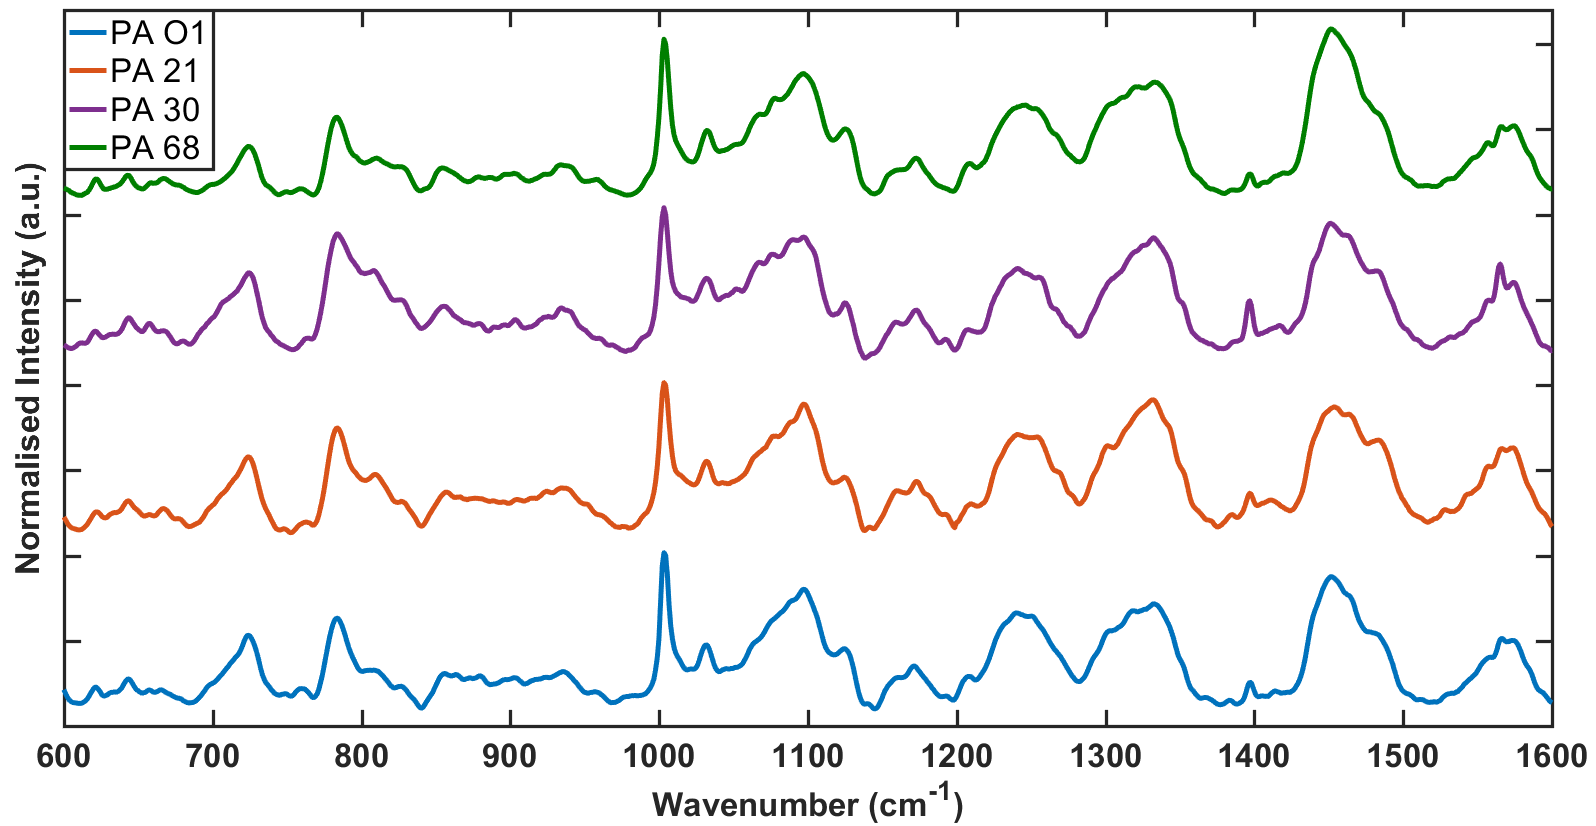 PA O1
PA 21
PA 30
PA 68
Normalised Intensity (a.u.)
600 700 800 900 1000 1100 1200 1300 1400 1500 1600
Wavenumber (cm⁻¹)